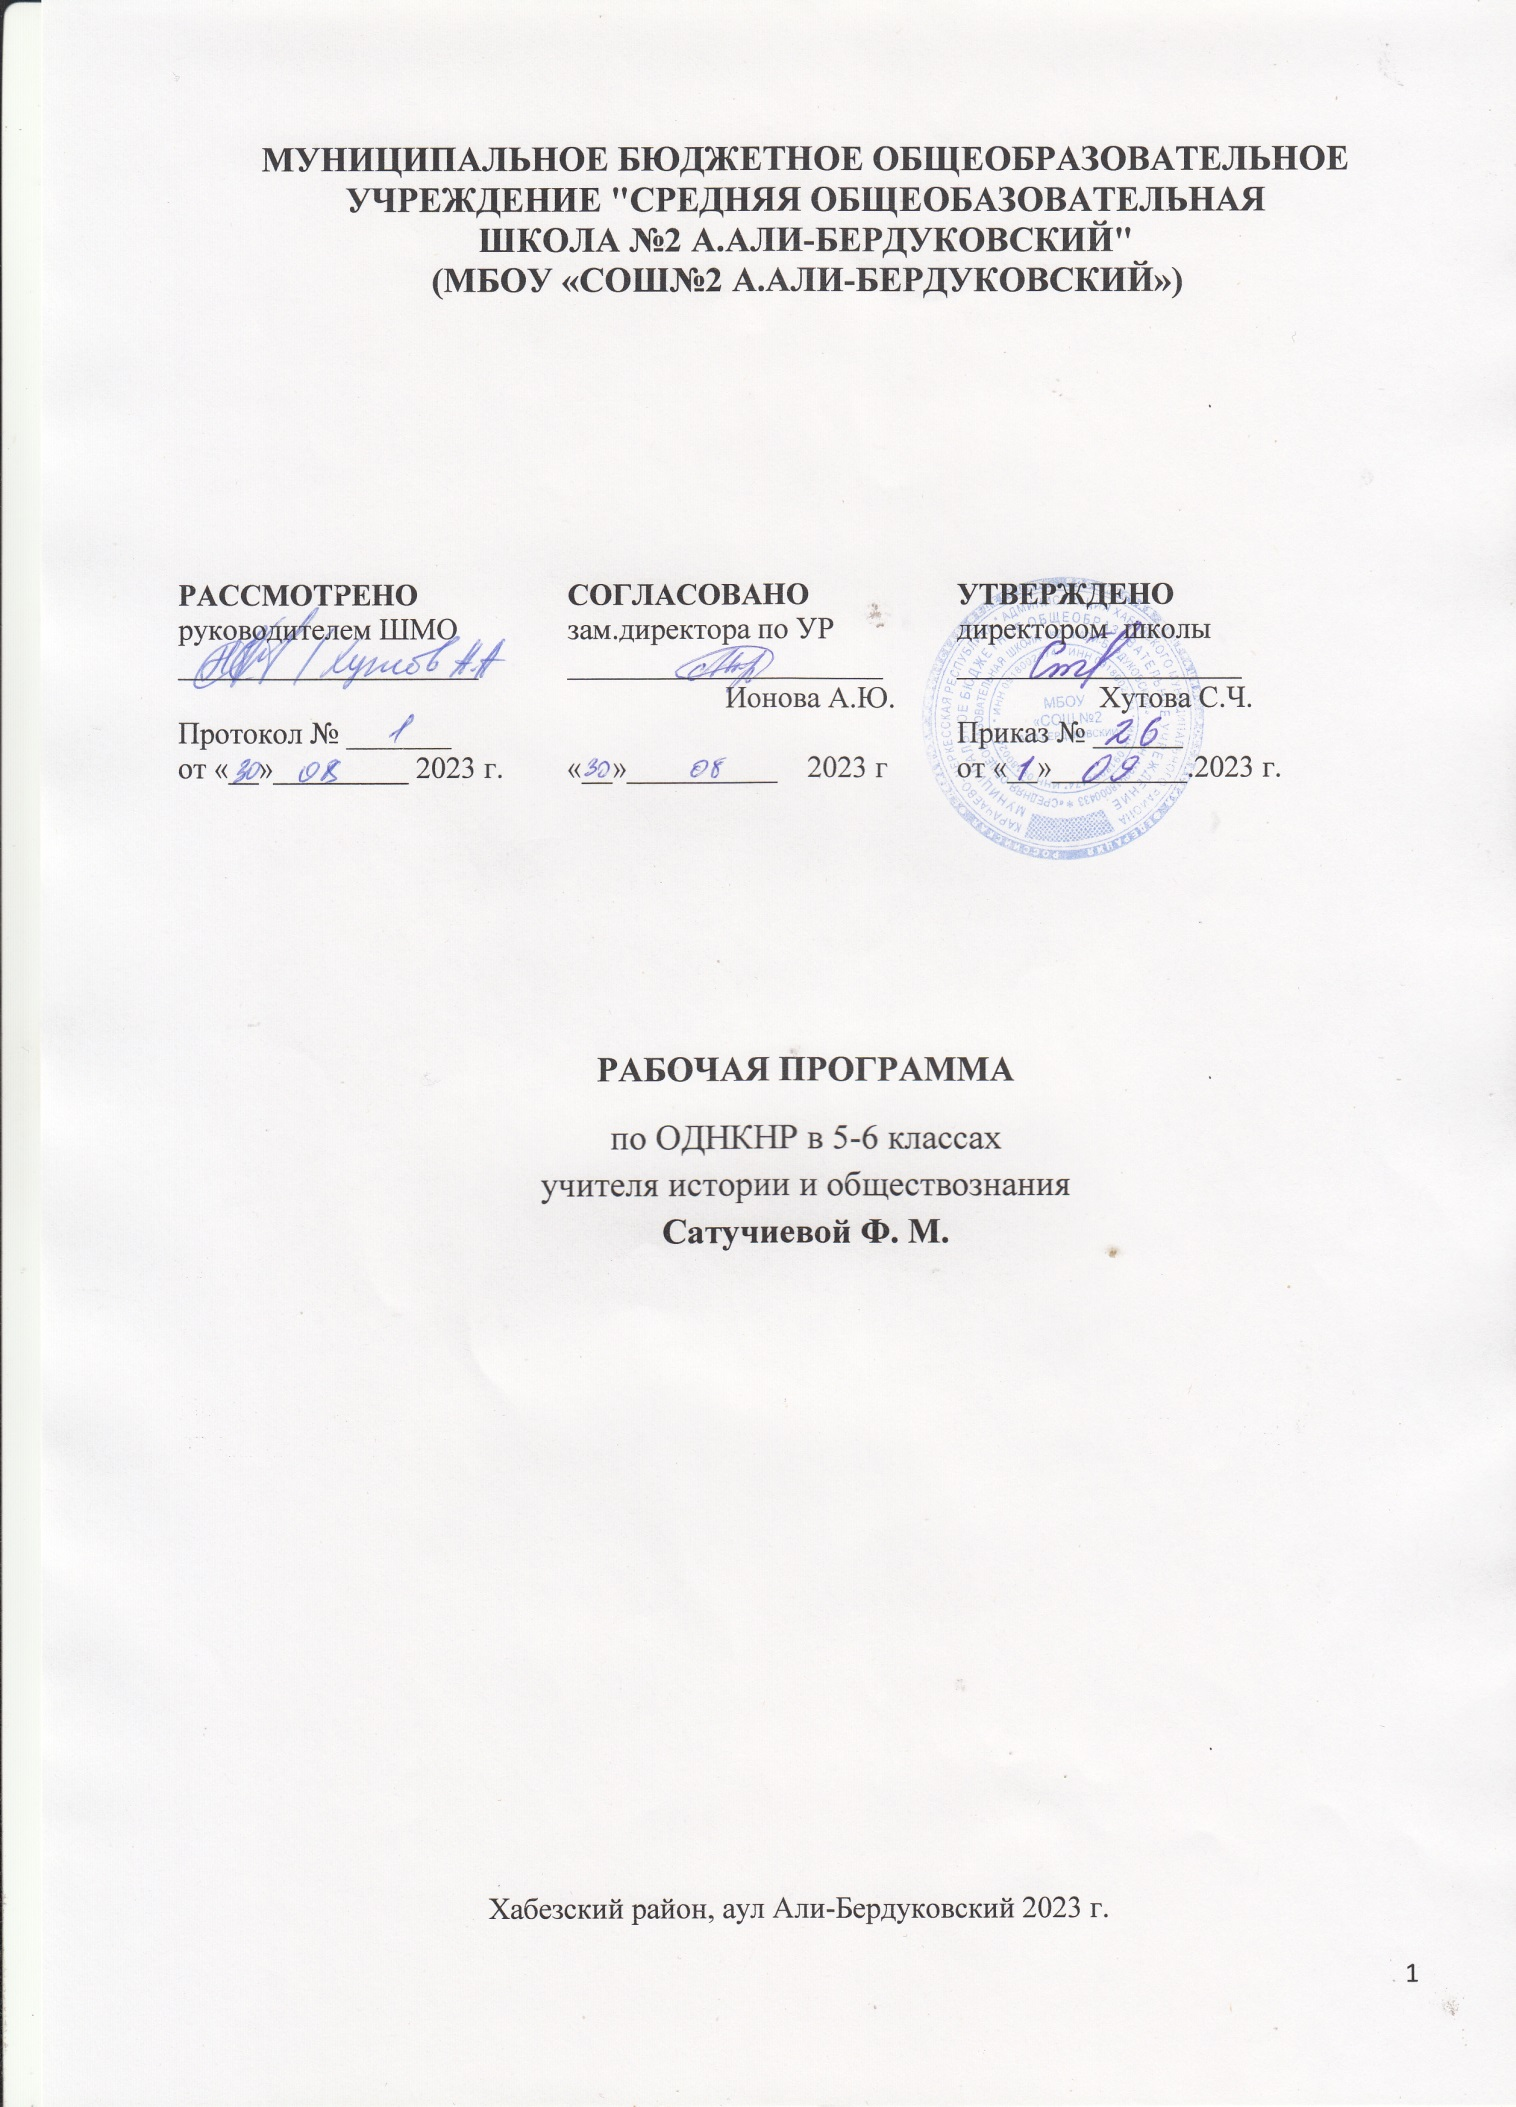 МУНИЦИПАЛЬНОЕ БЮДЖЕТНОЕ ОБЩЕОБРАЗОВАТЕЛЬНОЕ
УЧРЕЖДЕНИЕ "СРЕДНЯЯ ОБЩЕОБАЗОВАТЕЛЬНАЯ
ШКОЛА №2 А.АЛИ-БЕРДУКОВСКИЙ"
(МБОУ «СОШ№2 А.АЛИ-БЕРДУКОВСКИЙ»)
РАССМОТРЕНО
руководителем ШМО
Хутов А.А
Протокол № 1
от «30» 08 2023 г.
СОГЛАСОВАНО
зам.директора по УР
Ионова А.Ю.
«30» 08 2023 г
УТВЕРЖДЕНО
директором школы
Хутова С.Ч.
Приказ № 26
от «1» 09.2023 г.
МБОУ
«СОШ №2
РАБОЧАЯ ПРОГРАММА
по ОДНКНР в 5-6 классах
учителя истории и обществознания
Сатучиевой Ф. М.
Хабезский район, аул Али-Бердуковский 2023 г.
1